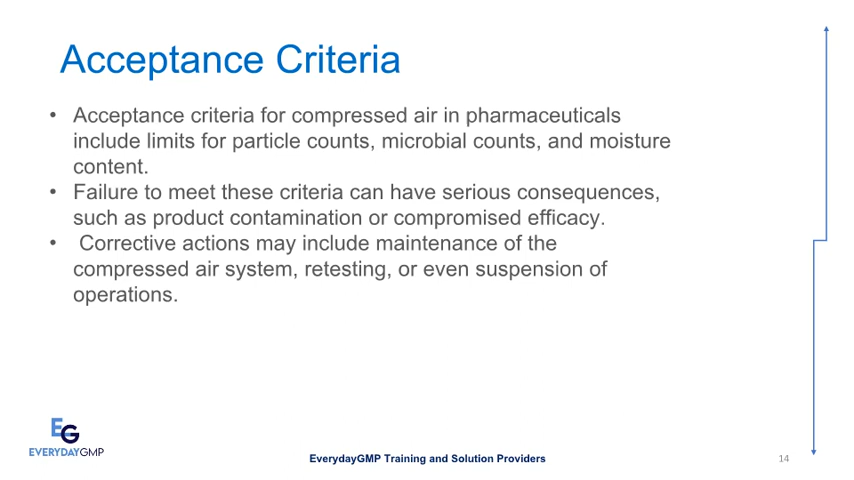 Acceptance Criteria
• Acceptance criteria for compressed air in pharmaceuticals
include limits for particle counts, microbial counts, and moisture
content.
• Failure to meet these criteria can have serious consequences,
such as product contamination or compromised efficacy.
• Corrective actions may include maintenance of the
compressed air system, retesting, or even suspension of
operations.
EG
EVERYDAYGMP
EverydayGMP Training and Solution Providers
14